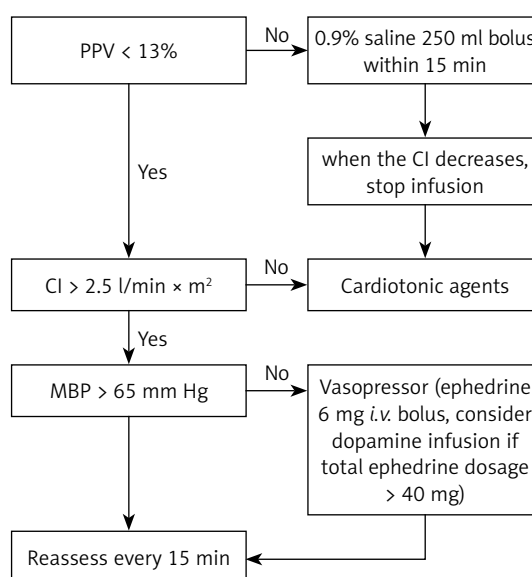 PPV < 13%
No
0.9% saline 250 ml bolus
within 15 min
Yes
when the CI decreases,
stop infusion
CI > 2.5 l/min × m²
No
Cardiotonic agents
Yes
MBP > 65 mm Hg
No
Vasopressor (ephedrine
6 mg i.v. bolus, consider
dopamine infusion if
total ephedrine dosage
> 40 mg)
Reassess every 15 min